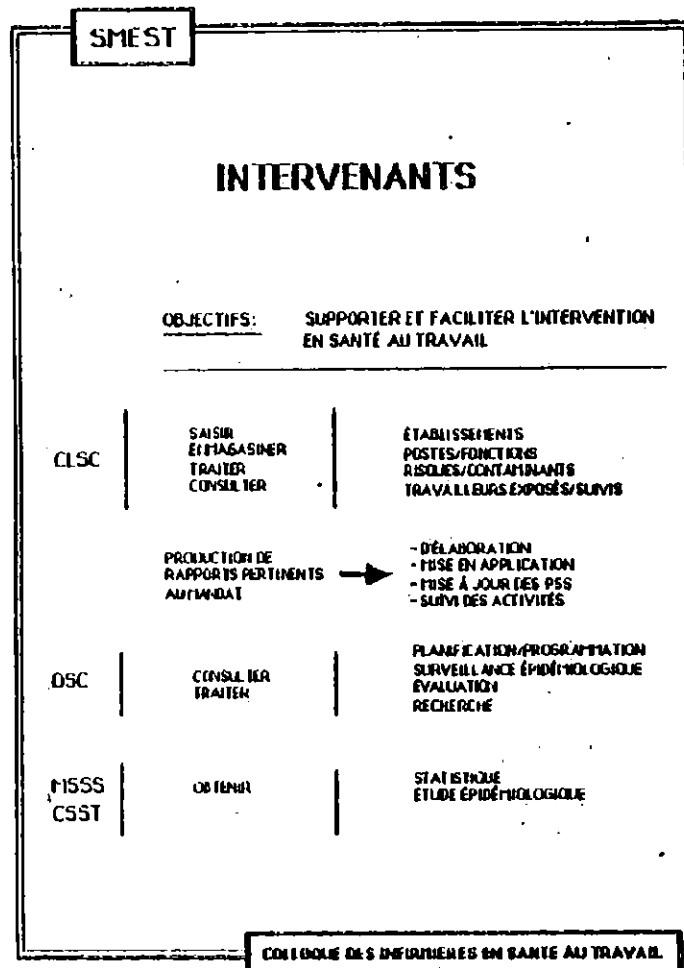 SMEST
INTERVENANTS
OBJECTIFS: SUPPORTER ET FACILITER L'INTERVENTION
EN SANTÉ AU TRAVAIL
CLSC
SAISIR
EMMAGASINER
TRAITER
CONSULTER
ÉTABLISSEMENTS
POSTES/FONCTIONS
RISQUES/CONTAMINANTS
TRAVAILLEURS EXPOSÉS/SUIVIS
PRODUCTION DE
RAPPORTS PERTINENTS
AU MANDAT
- D'ÉLABORATION
- MISE EN APPLICATION
- MISE À JOUR DES PSS
- SUIVI DES ACTIVITÉS
DSC
CONSULTER
TRAITER
PLANIFICATION/PROGRAMMATION
SURVEILLANCE ÉPIDÉMIOLOGIQUE
ÉVALUATION
RECHERCHE
MSSS
CSST
OBTENIR
STATISTIQUE
ÉTUDE ÉPIDÉMIOLOGIQUE
COLLOQUE DES INFIRMIÈRES EN SANTÉ AU TRAVAIL